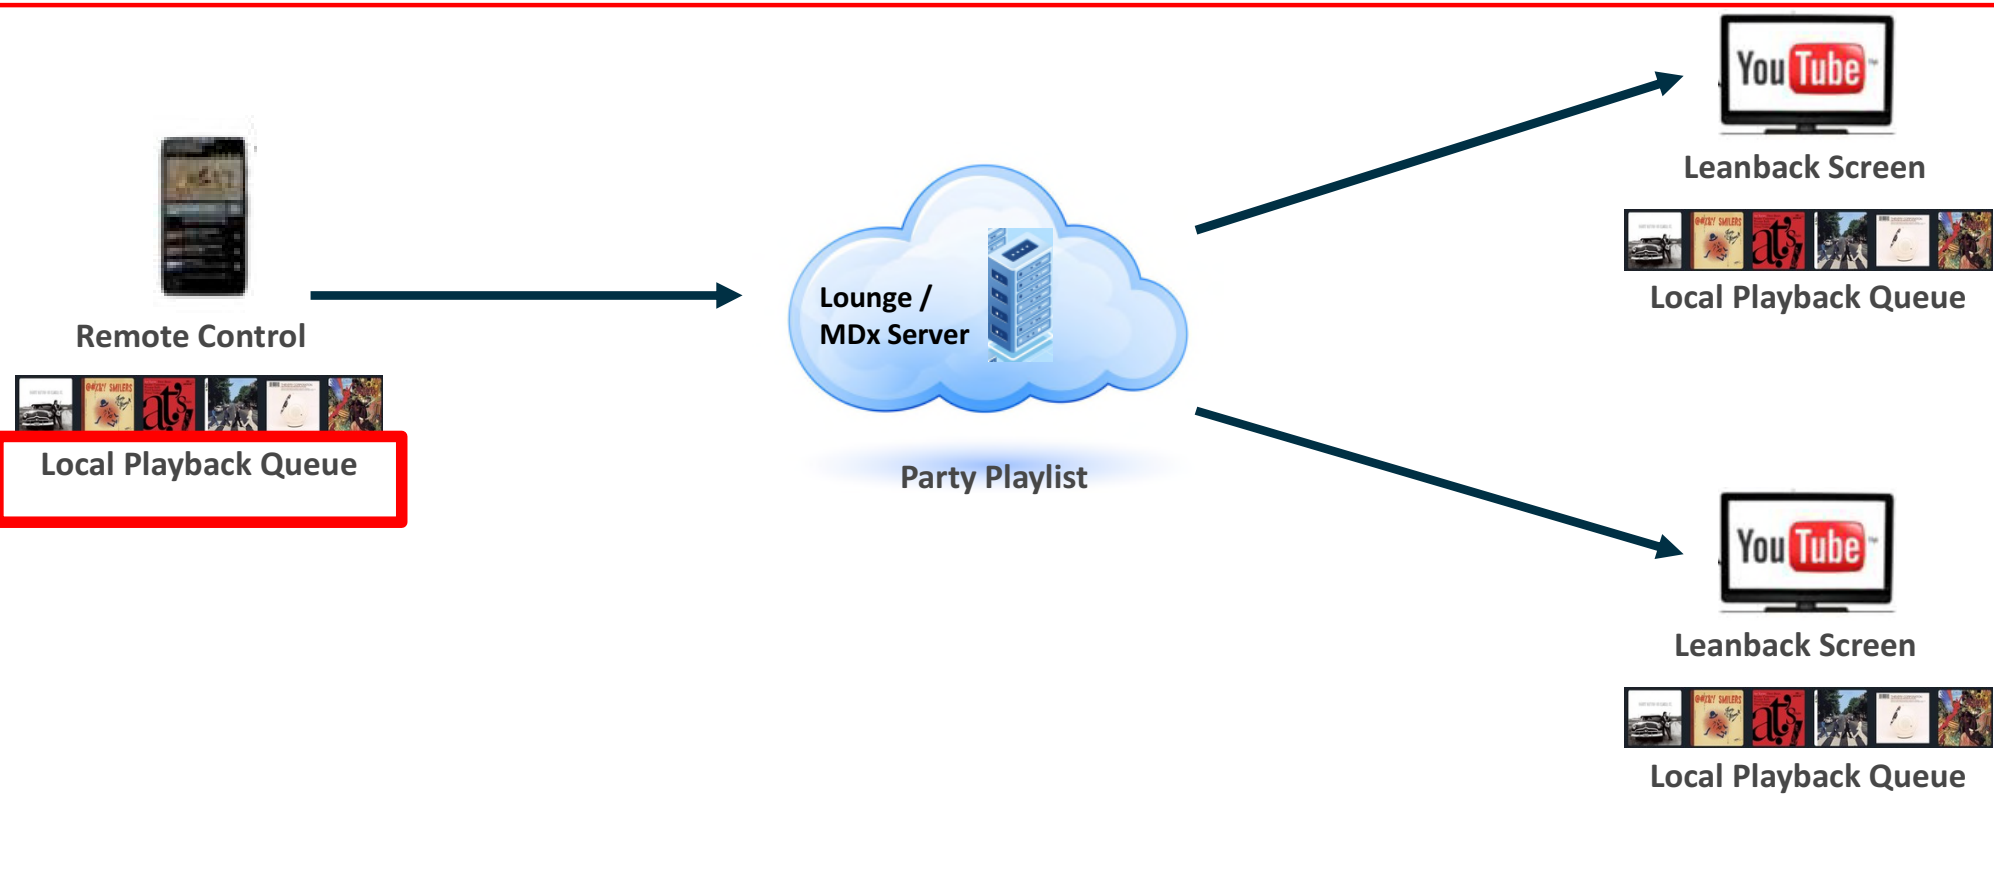 You Tube
Leanback Screen
Local Playback Queue
Lounge /
MDx Server
Remote Control
Local Playback Queue
Party Playlist
You Tube
Leanback Screen
Local Playback Queue